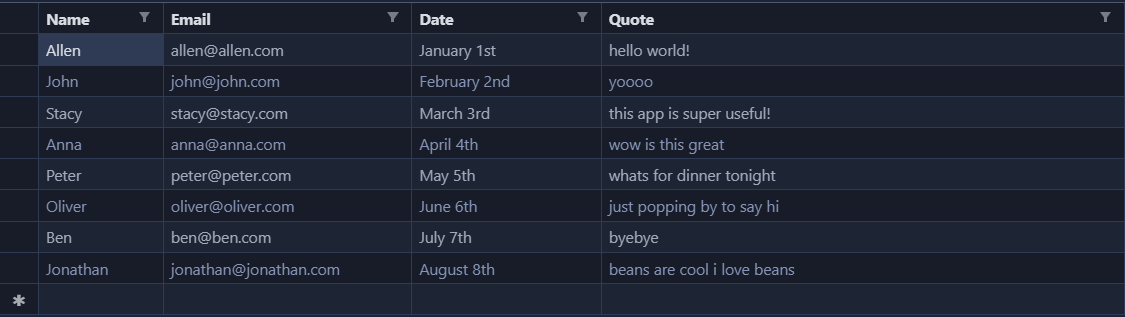 Name Email Date Quote
Allen allen@allen.com January 1st hello world!
John john@john.com February 2nd yoooo
Stacy stacy@stacy.com March 3rd this app is super useful!
Anna anna@anna.com April 4th wow is this great
Peter peter@peter.com May 5th whats for dinner tonight
Oliver oliver@oliver.com June 6th just popping by to say hi
Ben ben@ben.com July 7th byebye
Jonathan jonathan@jonathan.com August 8th beans are cool i love beans